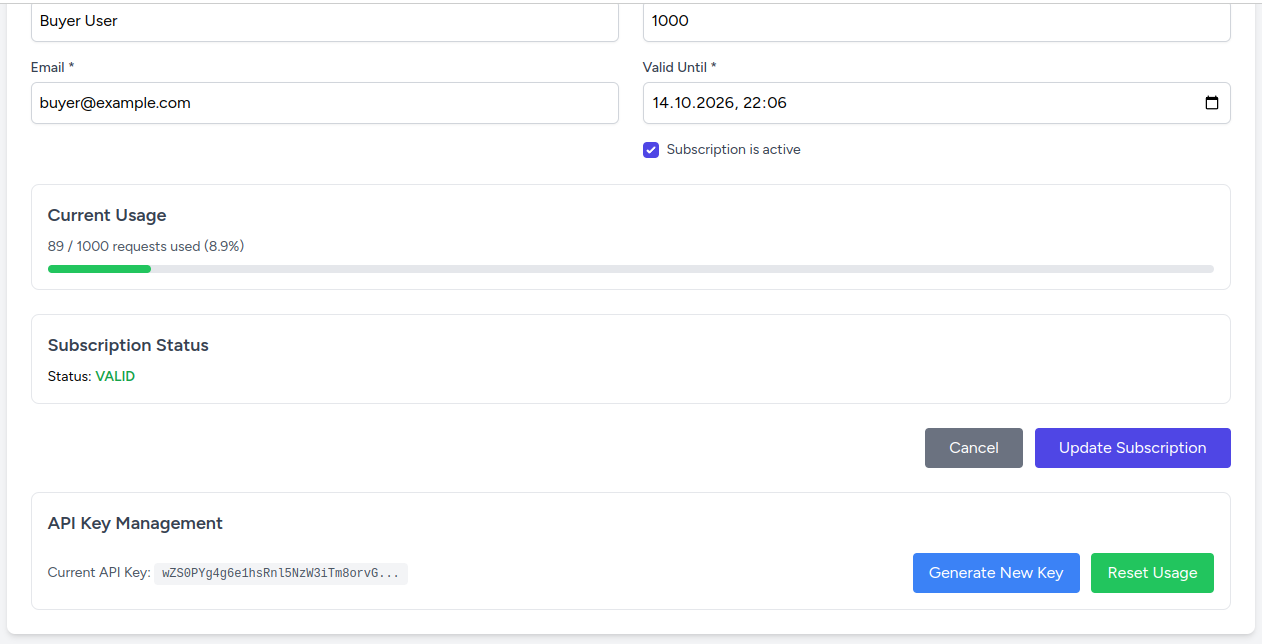 Buyer User
1000
Email *
Valid Until *
buyer@example.com
14.10.2026, 22:06
Subscription is active
Current Usage
89 / 1000 requests used (8.9%)
Subscription Status
Status: VALID
Cancel
Update Subscription
API Key Management
Current API Key: wZS0PYg4g6e1hsRnl5NzW3iTm8orvG...
Generate New Key
Reset Usage